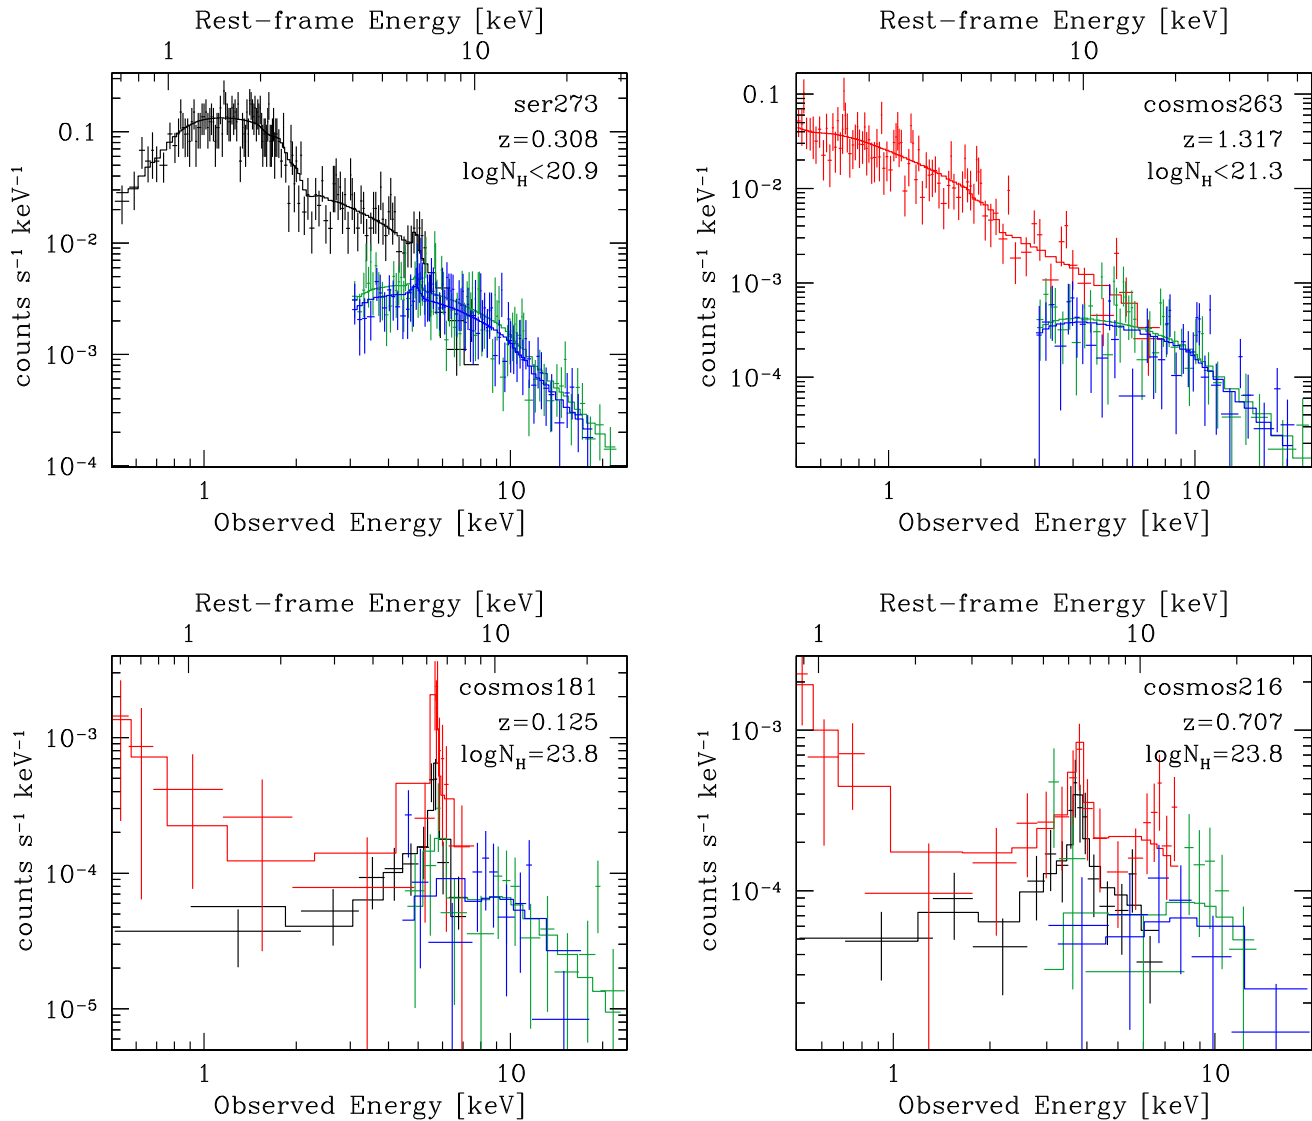 Rest-frame Energy [keV]
1 10
ser273
z=0.308
logN_H<20.9
0.1
10⁻²
10⁻³
10⁻⁴
counts s⁻¹ keV⁻¹
1 10
Observed Energy [keV]
Rest-frame Energy [keV]
10
cosmos263
z=1.317
logN_H<21.3
0.1
10⁻²
10⁻³
10⁻⁴
counts s⁻¹ keV⁻¹
1 10
Observed Energy [keV]
Rest-frame Energy [keV]
1 10
cosmos181
z=0.125
logN_H=23.8
10⁻³
10⁻⁴
10⁻⁵
counts s⁻¹ keV⁻¹
1 10
Observed Energy [keV]
Rest-frame Energy [keV]
1 10
cosmos216
z=0.707
logN_H=23.8
10⁻³
10⁻⁴
counts s⁻¹ keV⁻¹
1 10
Observed Energy [keV]